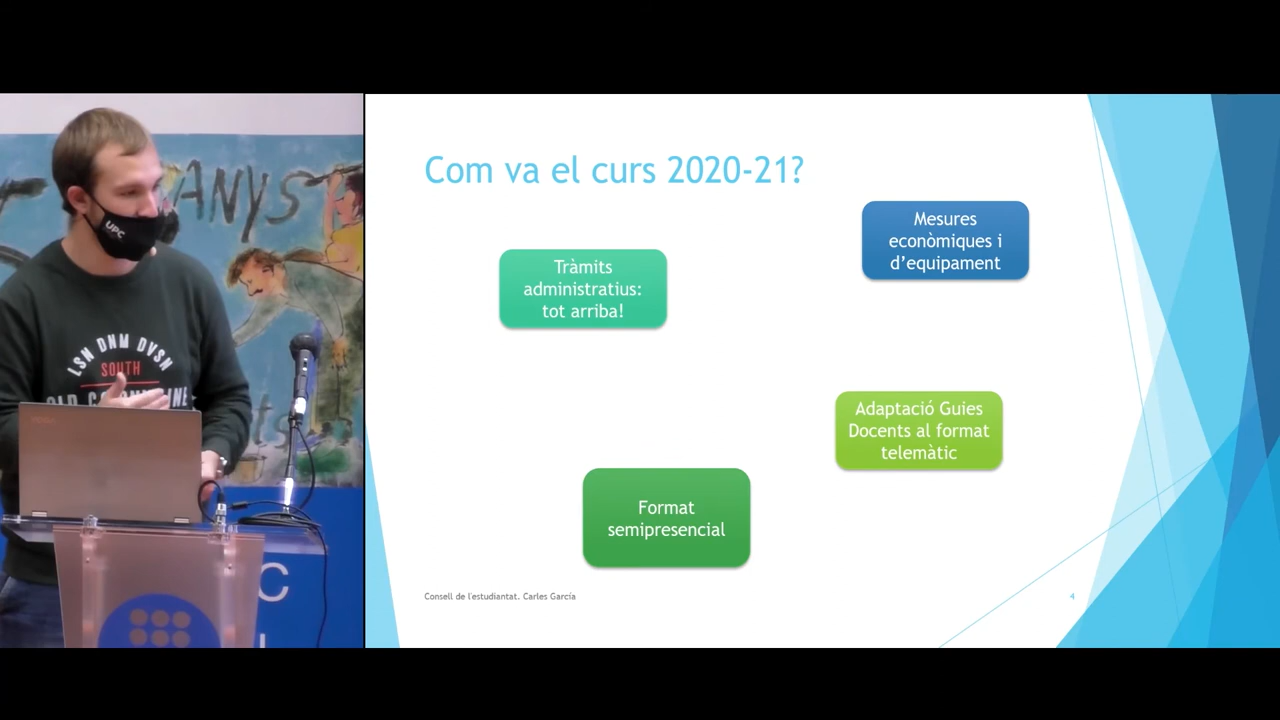 Com va el curs 2020-21?
Mesures
econòmiques i
d'equipament
Tràmits
administratius:
tot arriba!
Adaptació Guies
Docents al format
telemàtic
Format
semipresencial
Consell de l'estudiantat. Carles García
4
ANYS
UPC
LSN DNM DVSN
SOUTH
C